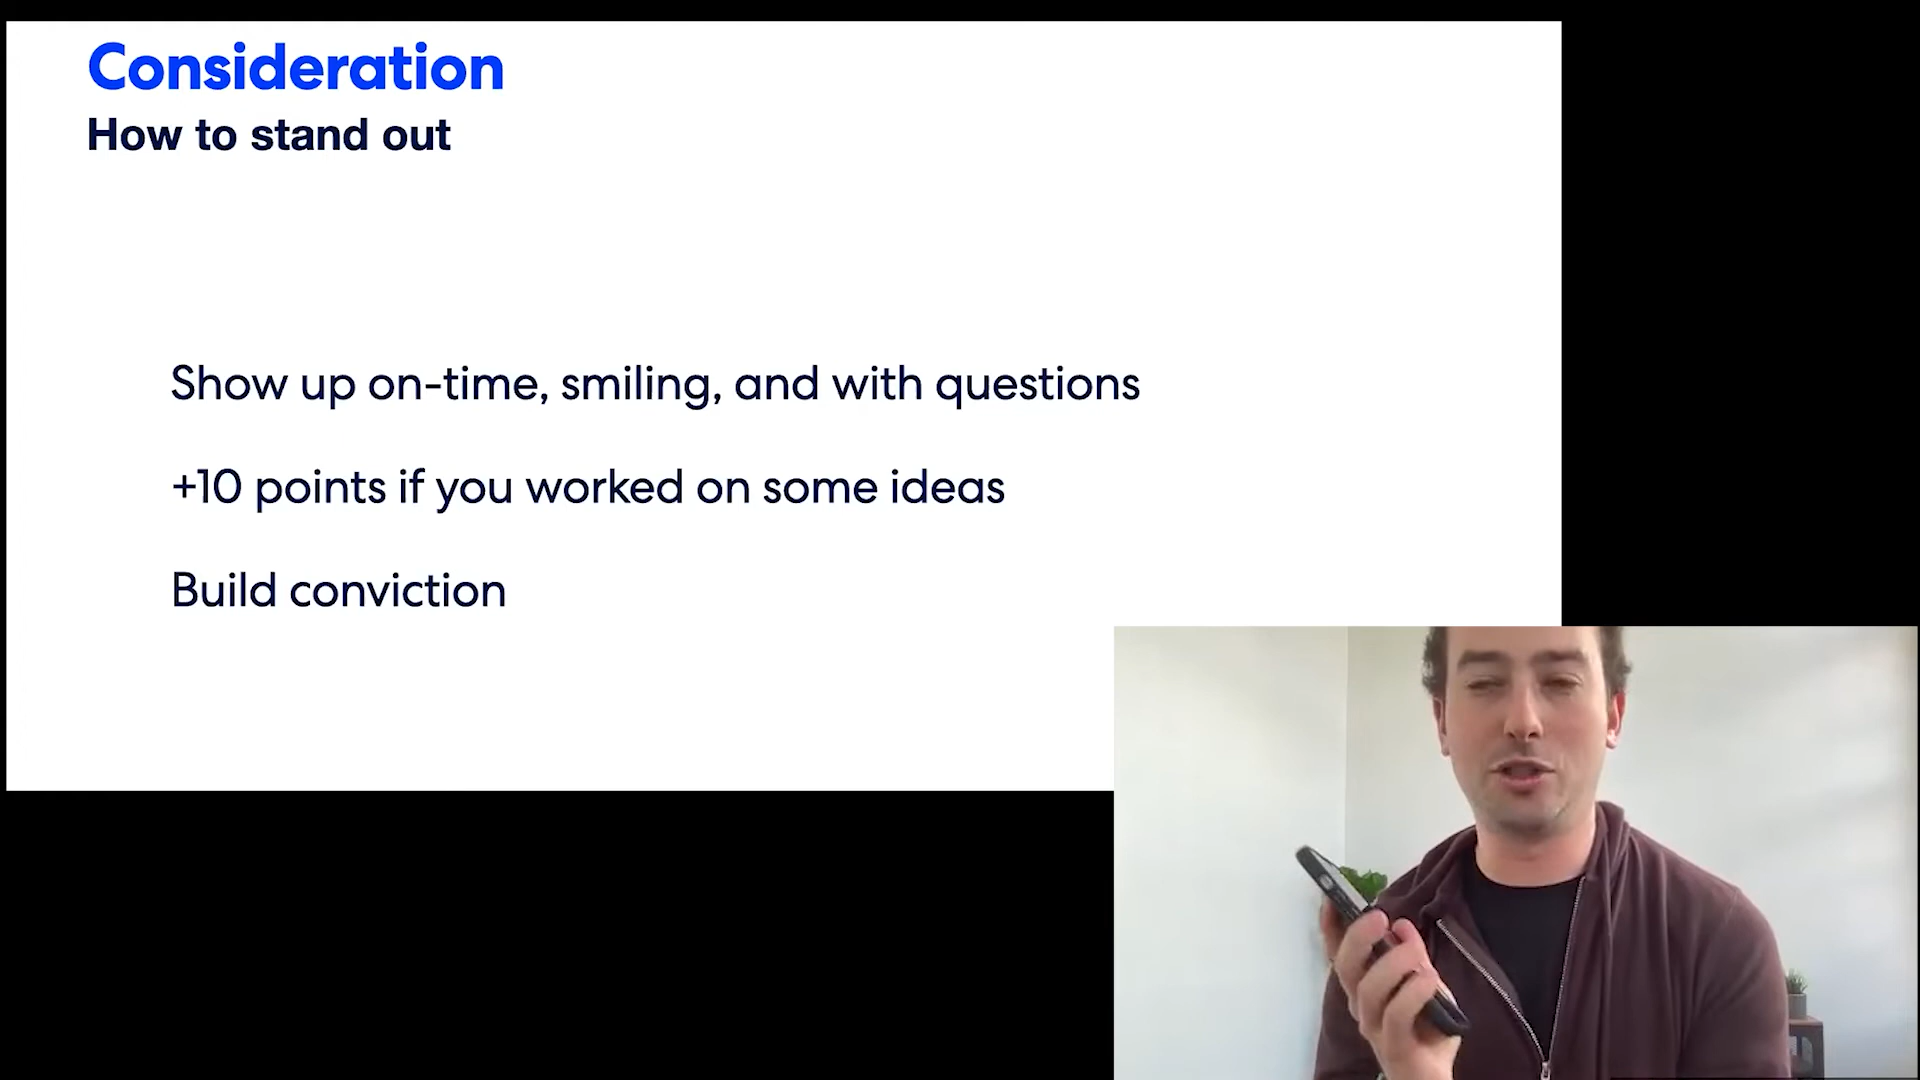 Consideration
How to stand out
Show up on-time, smiling, and with questions
+10 points if you worked on some ideas
Build conviction